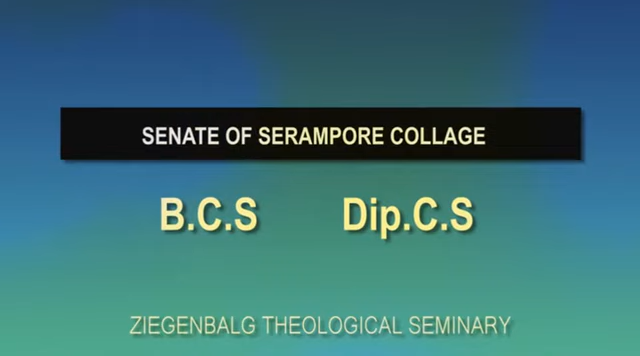 SENATE OF SERAMPORE COLLAGE
B.C.S Dip.C.S
ZIEGENBALG THEOLOGICAL SEMINARY